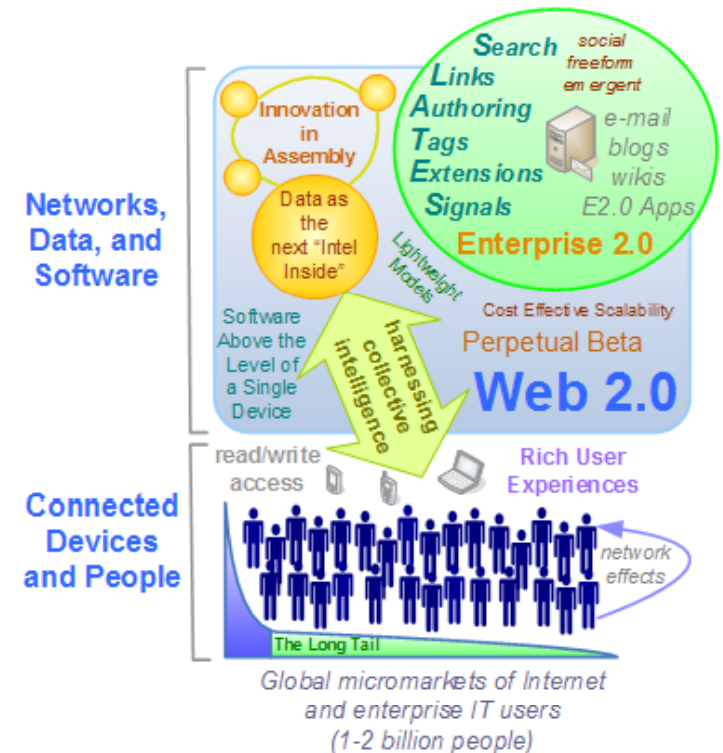 Search
Links
Authoring
Tags
Extensions
Signals
social
freeform
emergent
e-mail
blogs
wikis
E2.0 Apps
Enterprise 2.0
Innovation
in
Assembly
Data as
the
next "Intel
Inside"
Networks,
Data, and
Software
Lightweight
Models
Software
Above the
Level of
a Single
Device
Cost Effective Scalability
Perpetual Beta
Web 2.0
harnessing
collective
intelligence
read/write
access
Rich User
Experiences
Connected
Devices
and People
network
effects
The Long Tail
Global micromarkets of Internet
and enterprise IT users
(1-2 billion people)